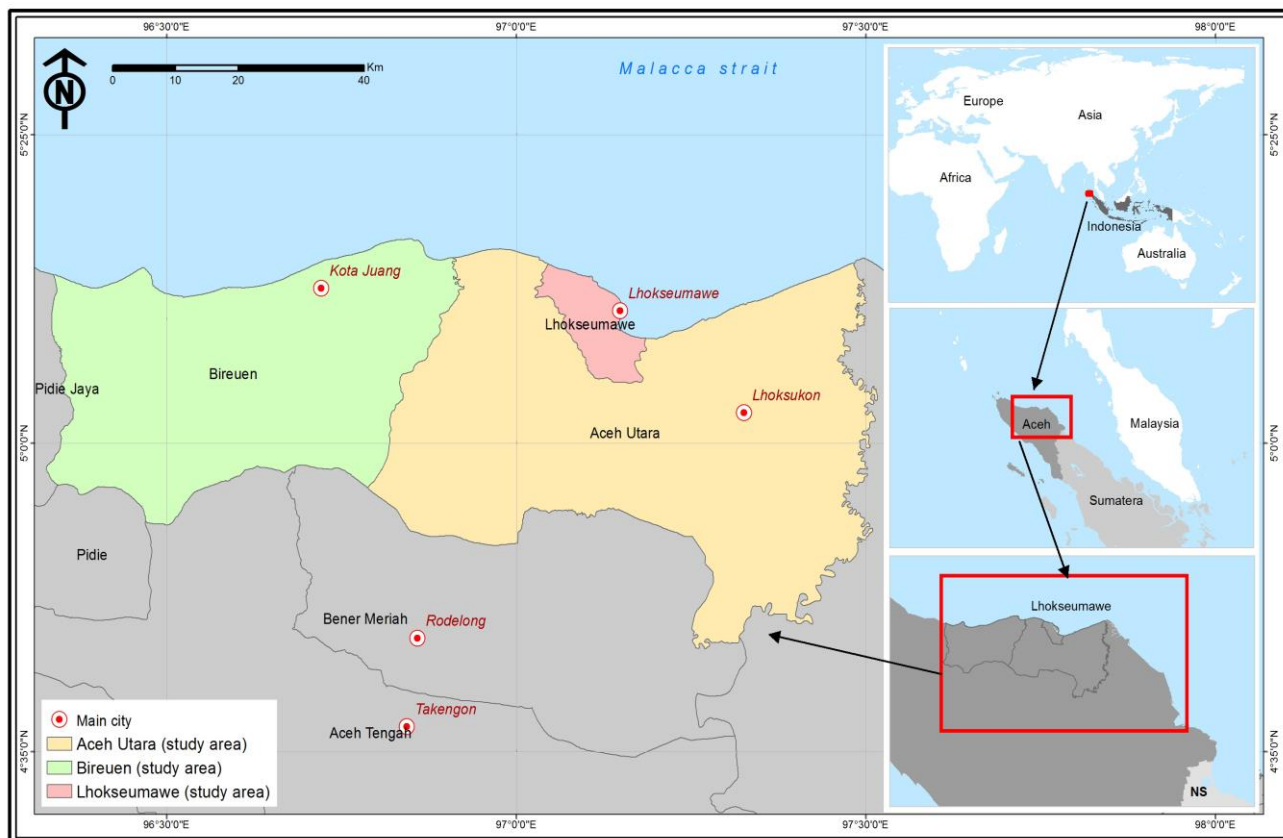 96°30'0"E
97°0'0"E
97°30'0"E
98°0'0"E
N
Km
0
10
20
40
Malacca strait
5°25'0"N
5°25'0"N
Kota Juang
Lhokseumawe
Lhokseumawe
Bireuen
Pidie Jaya
Lhoksukon
Aceh Utara
5°0'0"N
5°0'0"N
Pidie
Bener Meriah
Rodelong
Takengon
Aceh Tengah
4°35'0"N
4°35'0"N
Main city
Aceh Utara (study area)
Bireuen (study area)
Lhokseumawe (study area)
Europe
Asia
Africa
Indonesia
Australia
Aceh
Malaysia
Sumatera
Lhokseumawe
NS
96°30'0"E
97°0'0"E
97°30'0"E
98°0'0"E